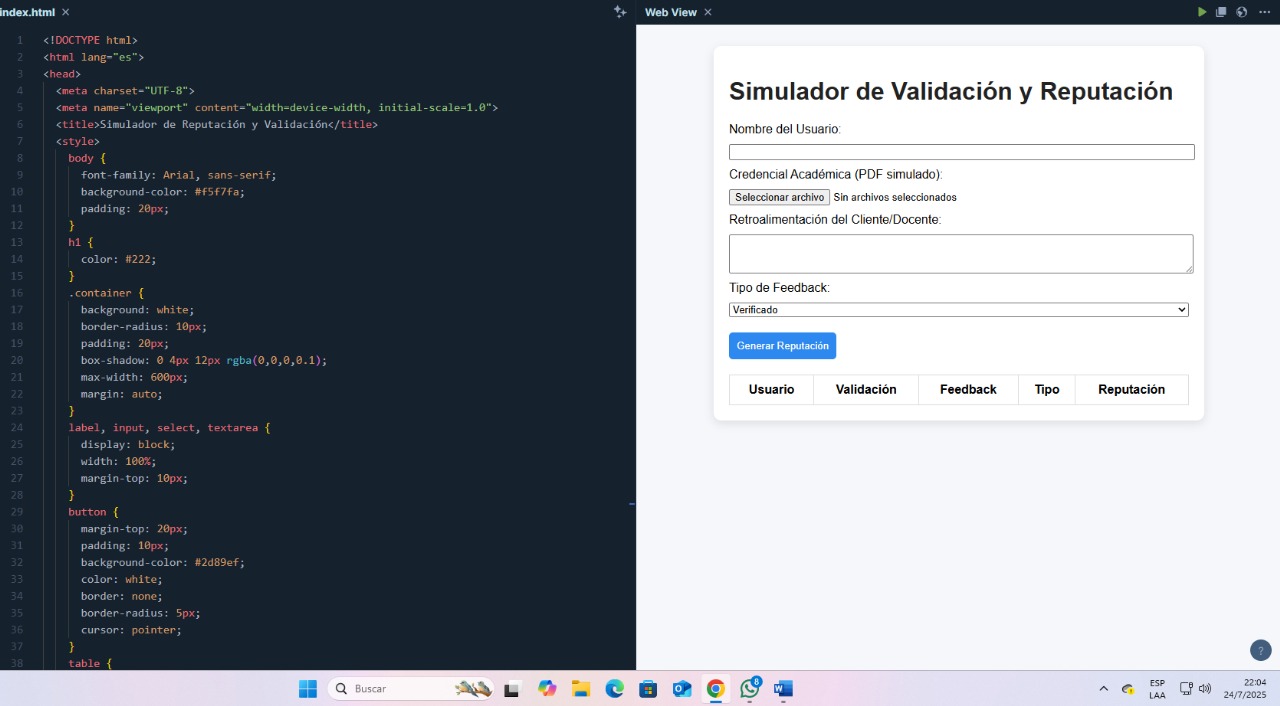 index.html ×
1 <!DOCTYPE html>
2 <html lang="es">
3 <head>
4 <meta charset="UTF-8">
5 <meta name="viewport" content="width=device-width, initial-scale=1.0">
6 <title>Simulador de Reputación y Validación</title>
7 <style>
8 body {
9 font-family: Arial, sans-serif;
10 background-color: #f5f7fa;
11 padding: 20px;
12 }
13 h1 {
14 color: #222;
15 }
16 .container {
17 background: white;
18 border-radius: 10px;
19 padding: 20px;
20 box-shadow: 0 4px 12px rgba(0,0,0,0.1);
21 max-width: 600px;
22 margin: auto;
23 }
24 label, input, select, textarea {
25 display: block;
26 width: 100%;
27 margin-top: 10px;
28 }
29 button {
30 margin-top: 20px;
31 padding: 10px;
32 background-color: #2d89ef;
33 color: white;
34 border: none;
35 border-radius: 5px;
36 cursor: pointer;
37 }
38 table {
Web View ×
Simulador de Validación y Reputación
Nombre del Usuario:
Credencial Académica (PDF simulado):
Seleccionar archivo Sin archivos seleccionados
Retroalimentación del Cliente/Docente:
Tipo de Feedback:
Verificado
Generar Reputación
Usuario Validación Feedback Tipo Reputación
?
Buscar
8
ESP
LAA
22:04
24/7/2025